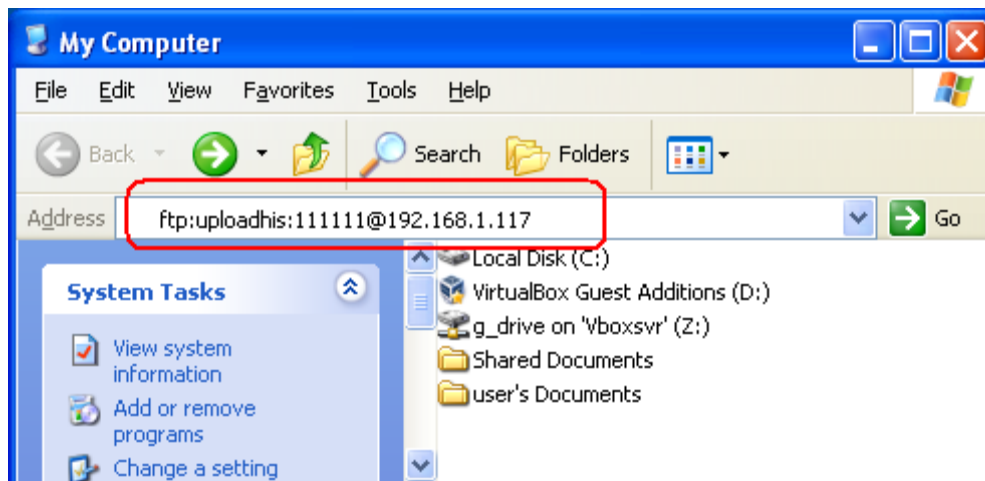 My Computer
File Edit View Favorites Tools Help
Back Search Folders
Address ftp:uploadhis:111111@192.168.1.117 Go
System Tasks
View system
information
Add or remove
programs
Change a setting
Local Disk (C:)
VirtualBox Guest Additions (D:)
g_drive on 'Vboxsvr' (Z:)
Shared Documents
user's Documents